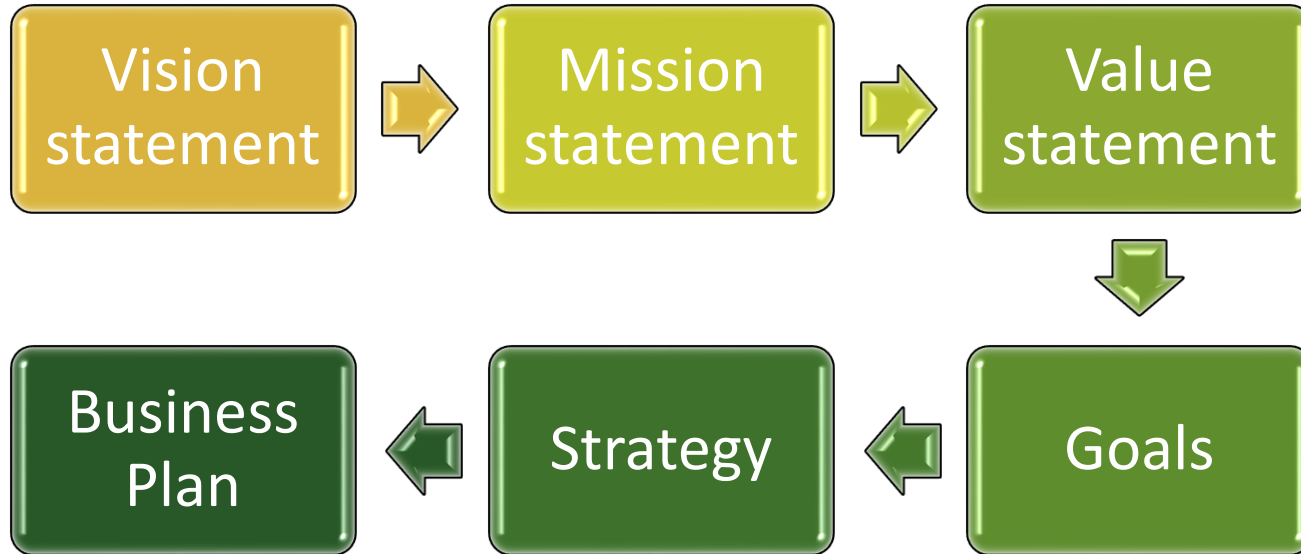 Vision
statement
Mission
statement
Value
statement
Goals
Strategy
Business
Plan